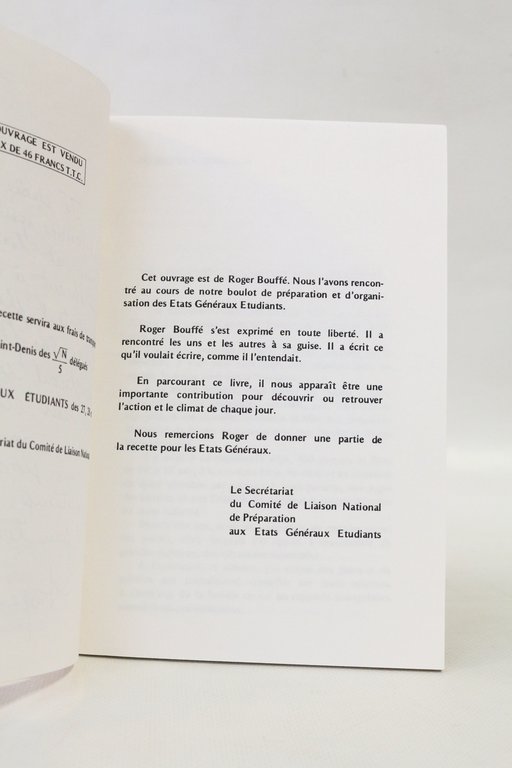 OUVRAGE EST VENDU
X DE 46 FRANCS T.T.C.
recette servira aux frais de
int-Denis des √N/5 délégués
UX ÉTUDIANTS des 27,
riat du Comité de Liaison
Cet ouvrage est de Roger Bouffé. Nous l'avons rencon-
tré au cours de notre boulot de préparation et d'organi-
sation des Etats Généraux Etudiants.
Roger Bouffé s'est exprimé en toute liberté. Il a
rencontré les uns et les autres à sa guise. Il a écrit ce
qu'il voulait écrire, comme il l'entendait.
En parcourant ce livre, il nous apparaît être une
importante contribution pour découvrir ou retrouver
l'action et le climat de chaque jour.
Nous remercions Roger de donner une partie de
la recette pour les Etats Généraux.
Le Secrétariat
du Comité de Liaison National
de Préparation
aux Etats Généraux Etudiants